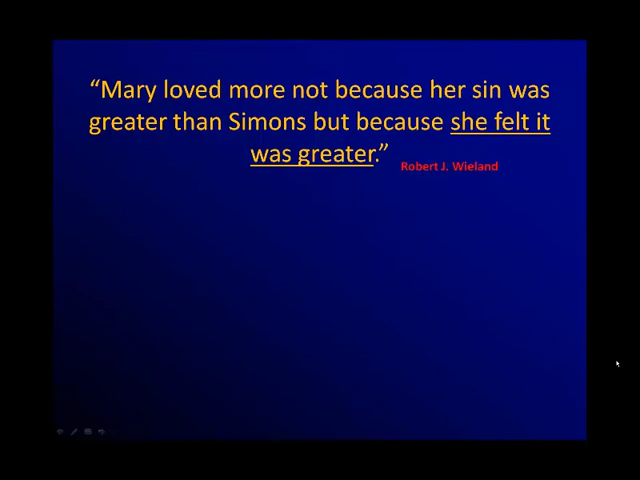 “Mary loved more not because her sin was
greater than Simons but because she felt it
was greater.”
Robert J. Wieland